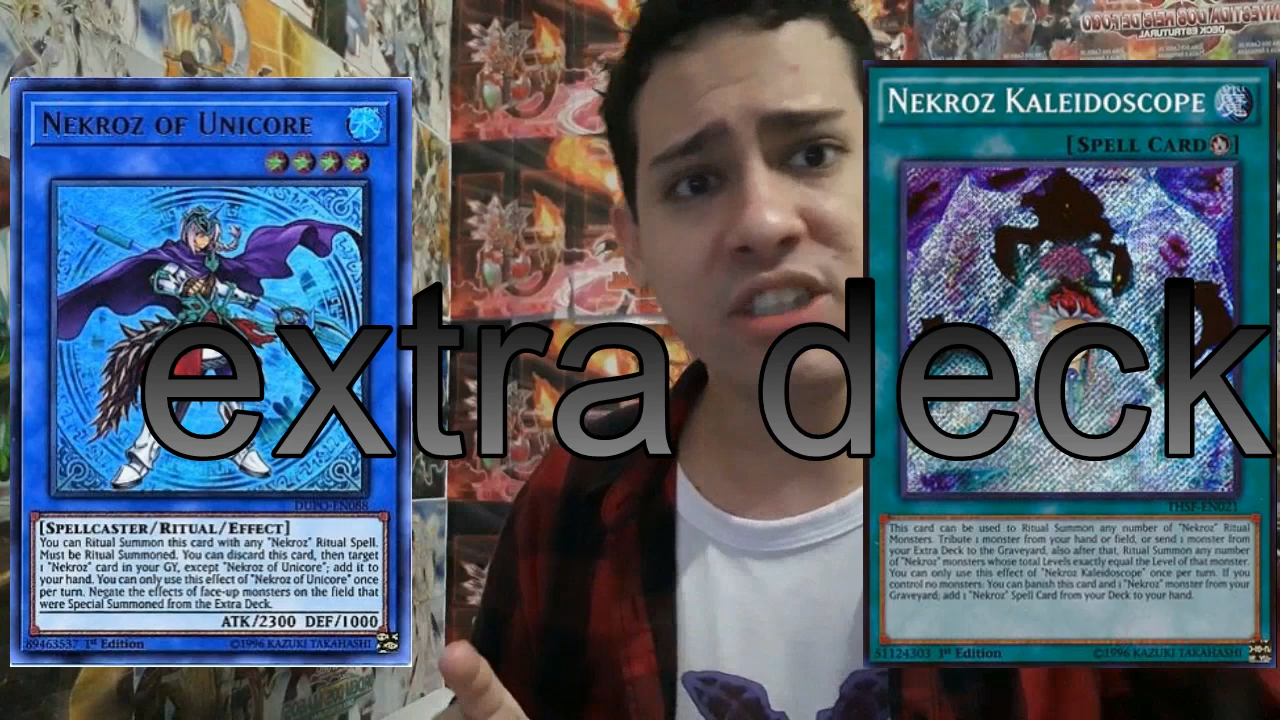 NEKROZ OF UNICORE
DUPO-EN088
[SPELLCASTER/RITUAL/EFFECT]
You can Ritual Summon this card with any "Nekroz" Ritual Spell.
Must be Ritual Summoned. You can discard this card, then target
1 "Nekroz" card in your GY, except "Nekroz of Unicore"; add it to
your hand. You can only use this effect of "Nekroz of Unicore" once
per turn. Negate the effects of face-up monsters on the field that
were Special Summoned from the Extra Deck.
ATK/2300 DEF/1000
89463537 1st Edition ©1996 KAZUKI TAKAHASHI
extra deck
DECK ESTRUTURAL
NEKROZ KALEIDOSCOPE
[SPELL CARD]
THSF-EN021
This card can be used to Ritual Summon any number of "Nekroz" Ritual
Monsters. Tribute 1 monster from your hand or field, or send 1 monster from
your Extra Deck to the Graveyard, also after that, Ritual Summon any number
of "Nekroz" monsters whose total Levels exactly equal the Level of that monster.
You can only use this effect of "Nekroz Kaleidoscope" once per turn. If you
control no monsters: You can banish this card and 1 "Nekroz" monster from your
Graveyard; add 1 "Nekroz" Spell Card from your Deck to your hand.
51124303 1st Edition ©1996 KAZUKI TAKAHASHI